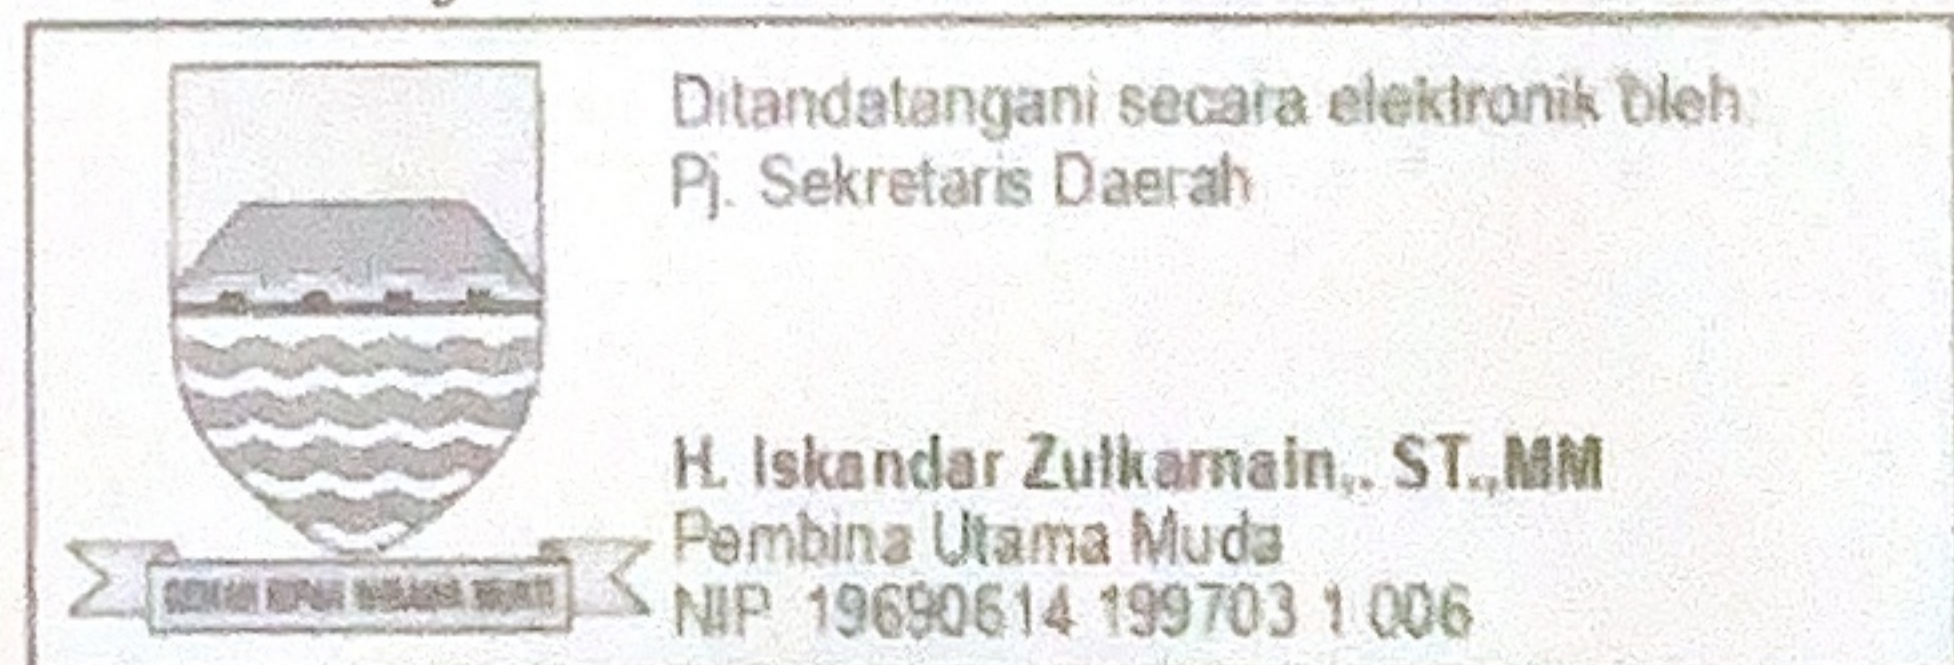 Ditandatangani secara elektronik oleh
Pj. Sekretaris Daerah
H. Iskandar Zulkarnain,. ST.,MM
Pembina Utama Muda
NIP 19690614 199703 1 006